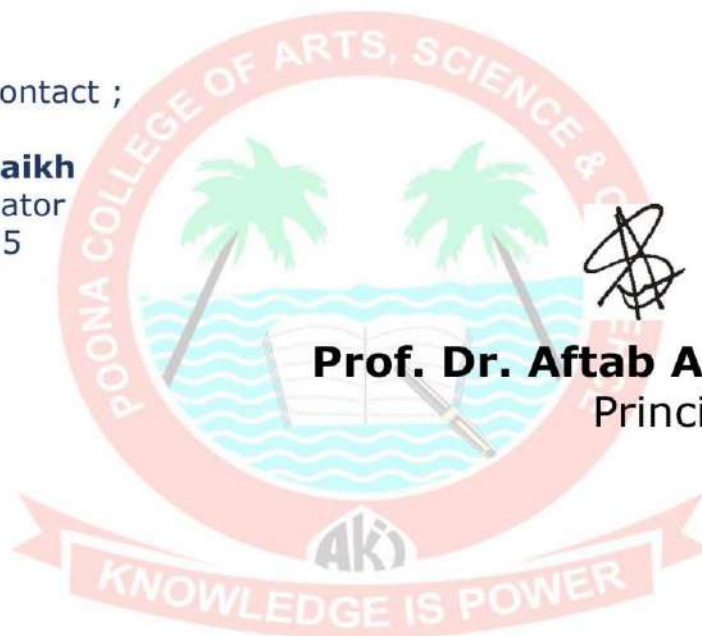 ontact ;
aikh
ator
5
Prof. Dr. Aftab A
Princi
POONA COLLEGE OF ARTS, SCIENCE &
AKI
KNOWLEDGE IS POWER